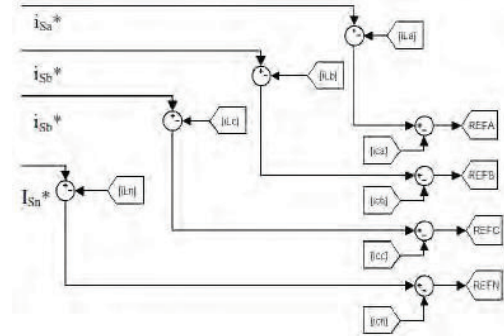 iSa*
[iLa]
iSb*
[iLb]
iSb*
[iLc]
REFA
[ica]
ISn*
[iLn]
REFB
[icb]
REFC
[icc]
REFN
[icn]